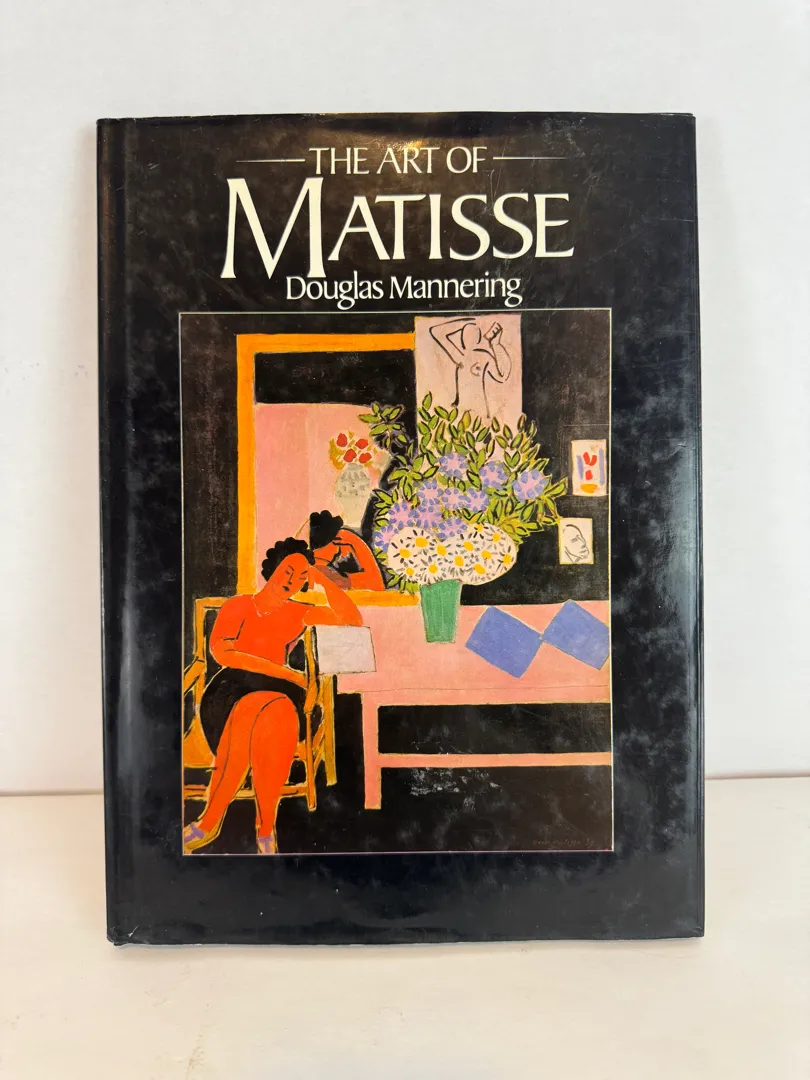 THE ART OF
MATISSE
Douglas Mannering